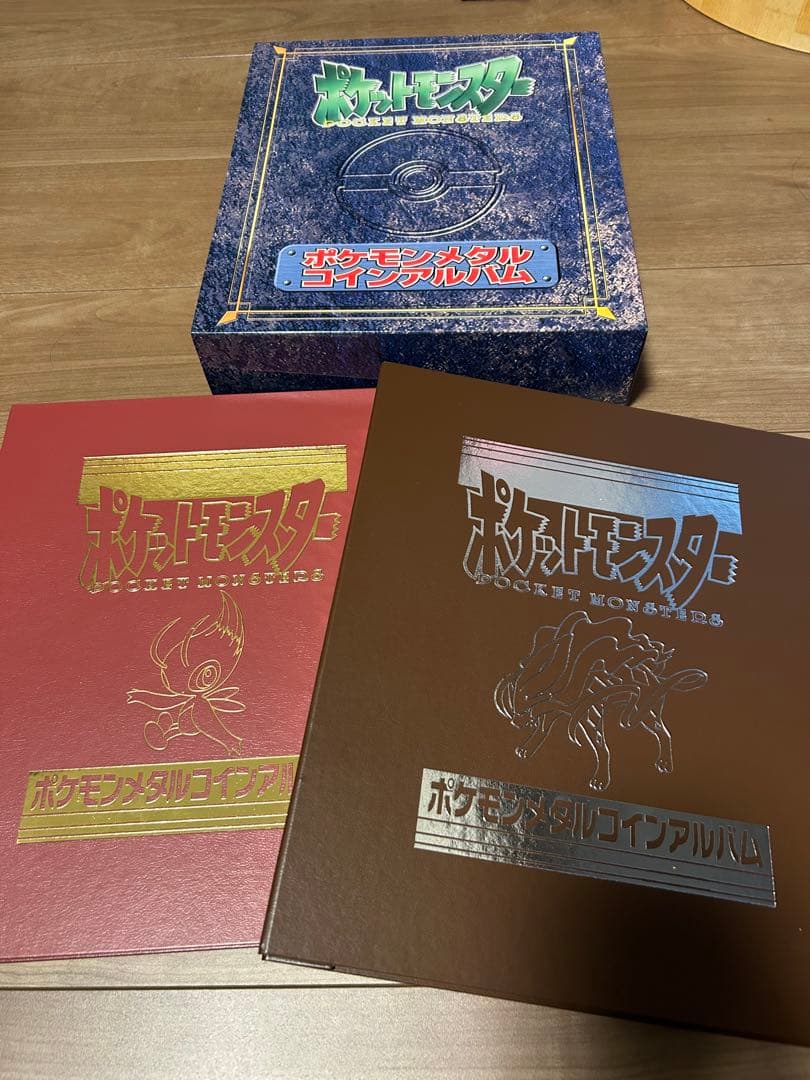 ポケットモンスター
POCKET MONSTERS
ポケモンメタル
コインアルバム
ポケットモンスター
POCKET MONSTERS
ポケモンメタルコインアル
ポケットモンスター
POCKET MONSTERS
ポケモンメタルコインアルバム